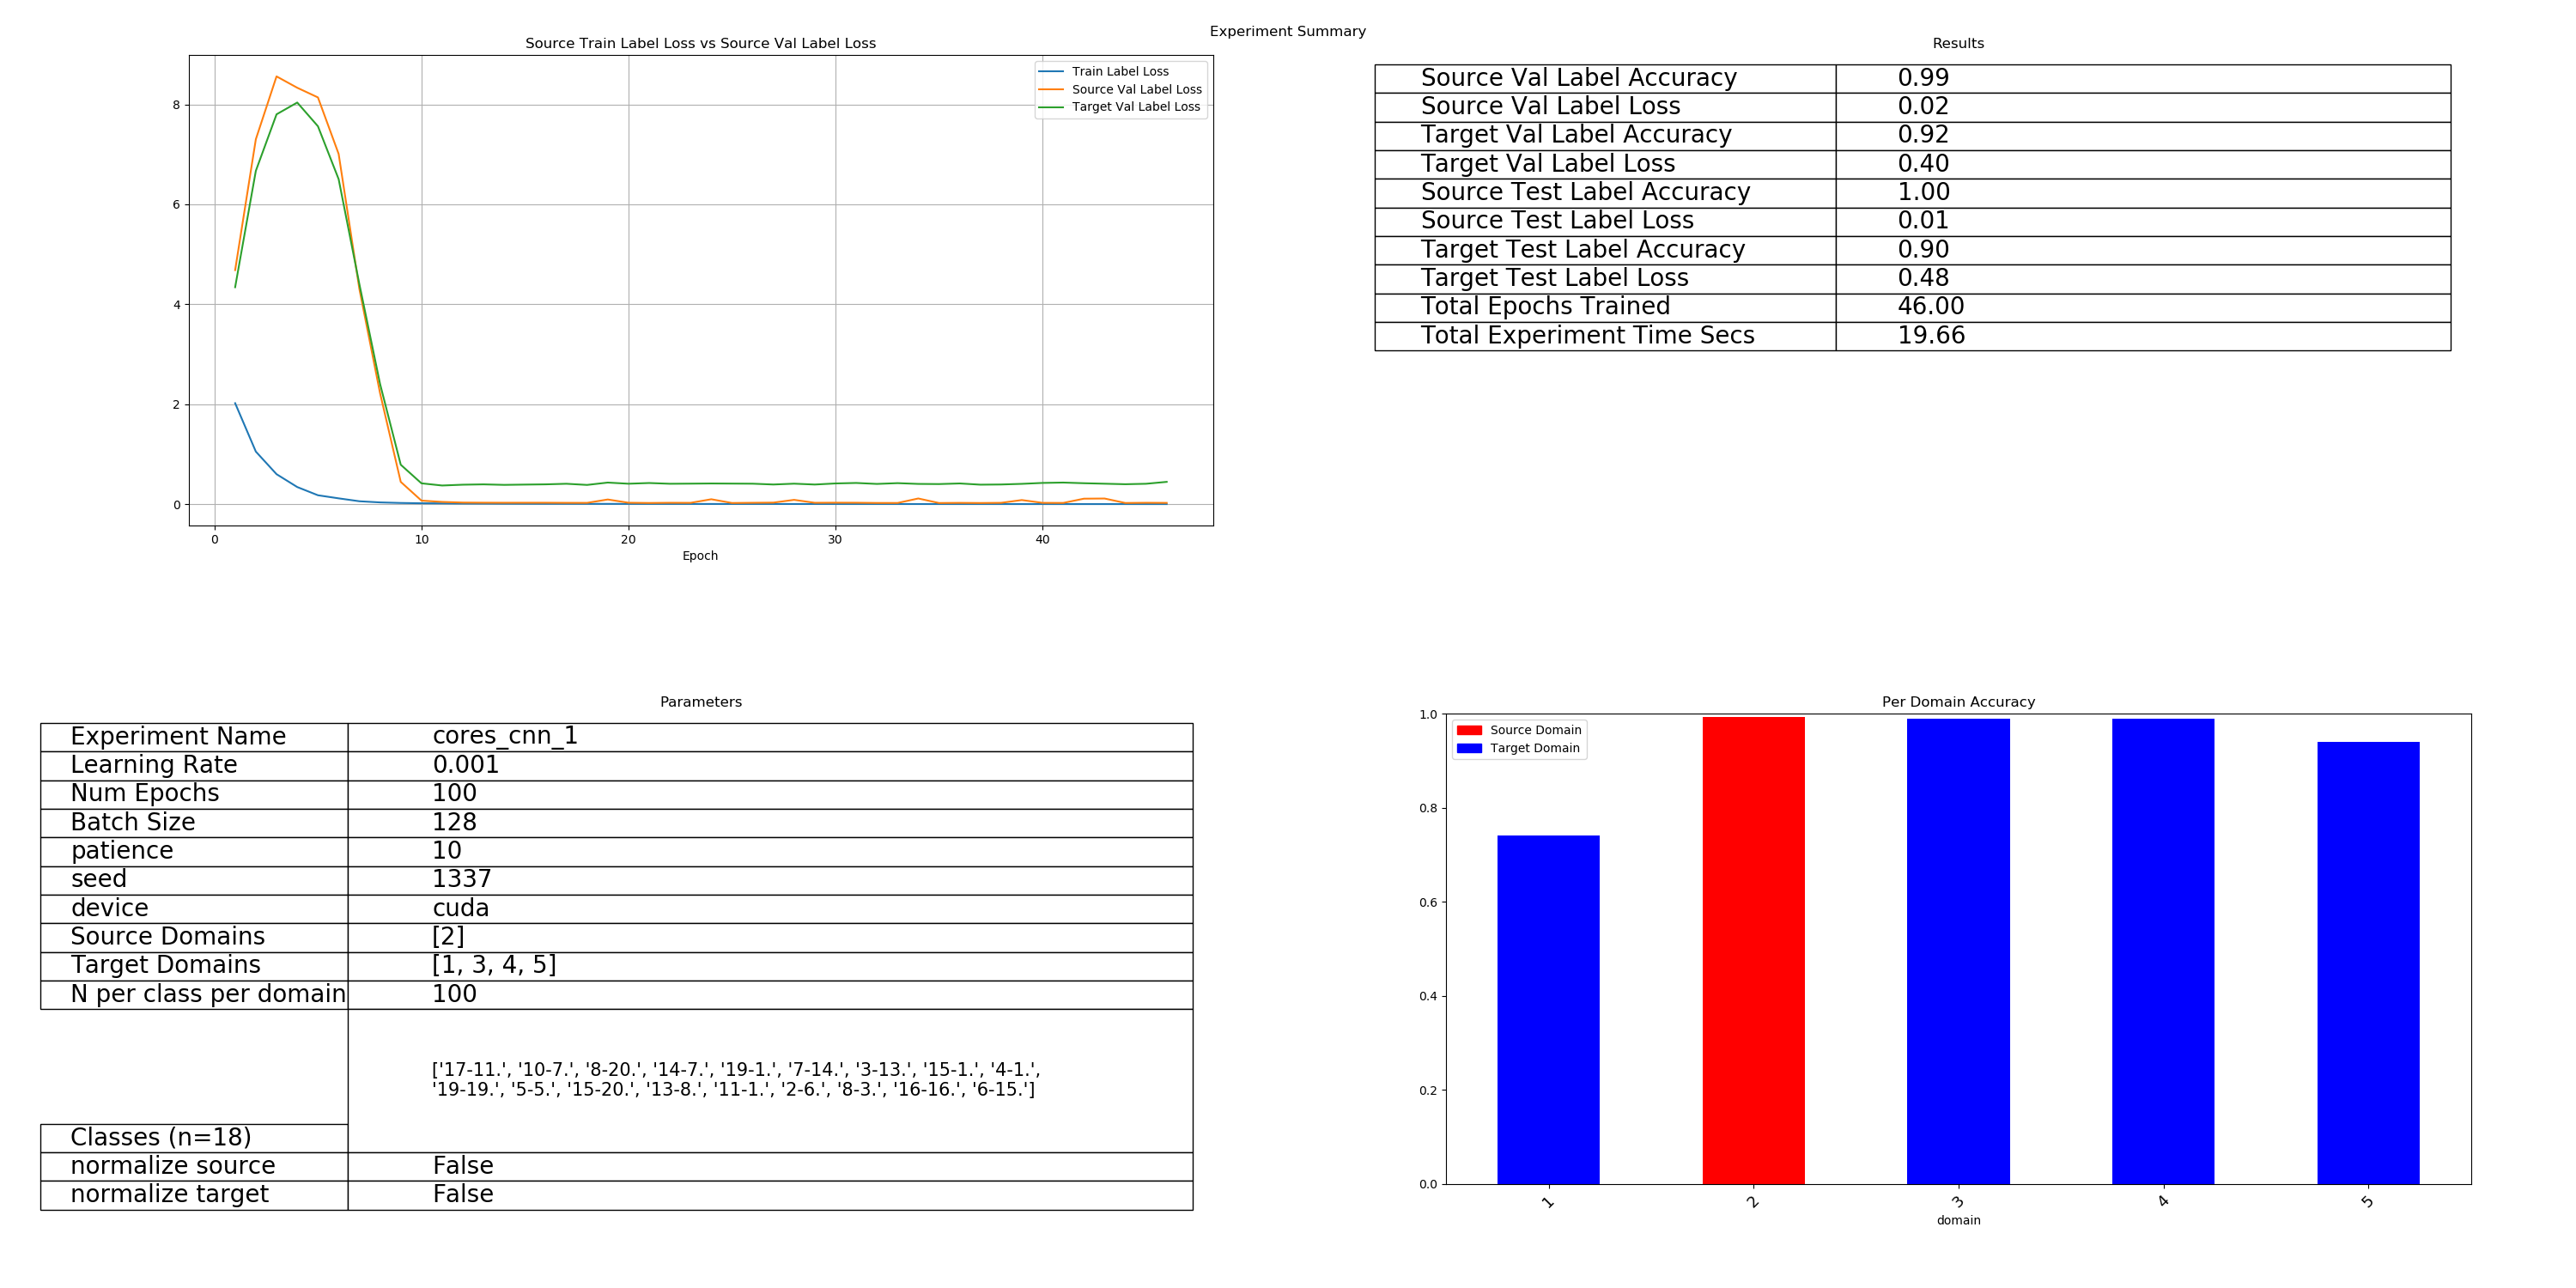 Experiment Summary
Source Train Label Loss vs Source Val Label Loss
Train Label Loss
Source Val Label Loss
Target Val Label Loss
8
6
4
2
0
0 10 20 30 40
Epoch
Results
Source Val Label Accuracy 0.99
Source Val Label Loss 0.02
Target Val Label Accuracy 0.92
Target Val Label Loss 0.40
Source Test Label Accuracy 1.00
Source Test Label Loss 0.01
Target Test Label Accuracy 0.90
Target Test Label Loss 0.48
Total Epochs Trained 46.00
Total Experiment Time Secs 19.66
Parameters
Experiment Name cores_cnn_1
Learning Rate 0.001
Num Epochs 100
Batch Size 128
patience 10
seed 1337
device cuda
Source Domains [2]
Target Domains [1, 3, 4, 5]
N per class per domain 100
['17-11.', '10-7.', '8-20.', '14-7.', '19-1.', '7-14.', '3-13.', '15-1.', '4-1.',
'19-19.', '5-5.', '15-20.', '13-8.', '11-1.', '2-6.', '8-3.', '16-16.', '6-15.']
Classes (n=18)
normalize source False
normalize target False
Per Domain Accuracy
Source Domain
Target Domain
1.0
0.8
0.6
0.4
0.2
0.0
1 2 3 4 5
domain